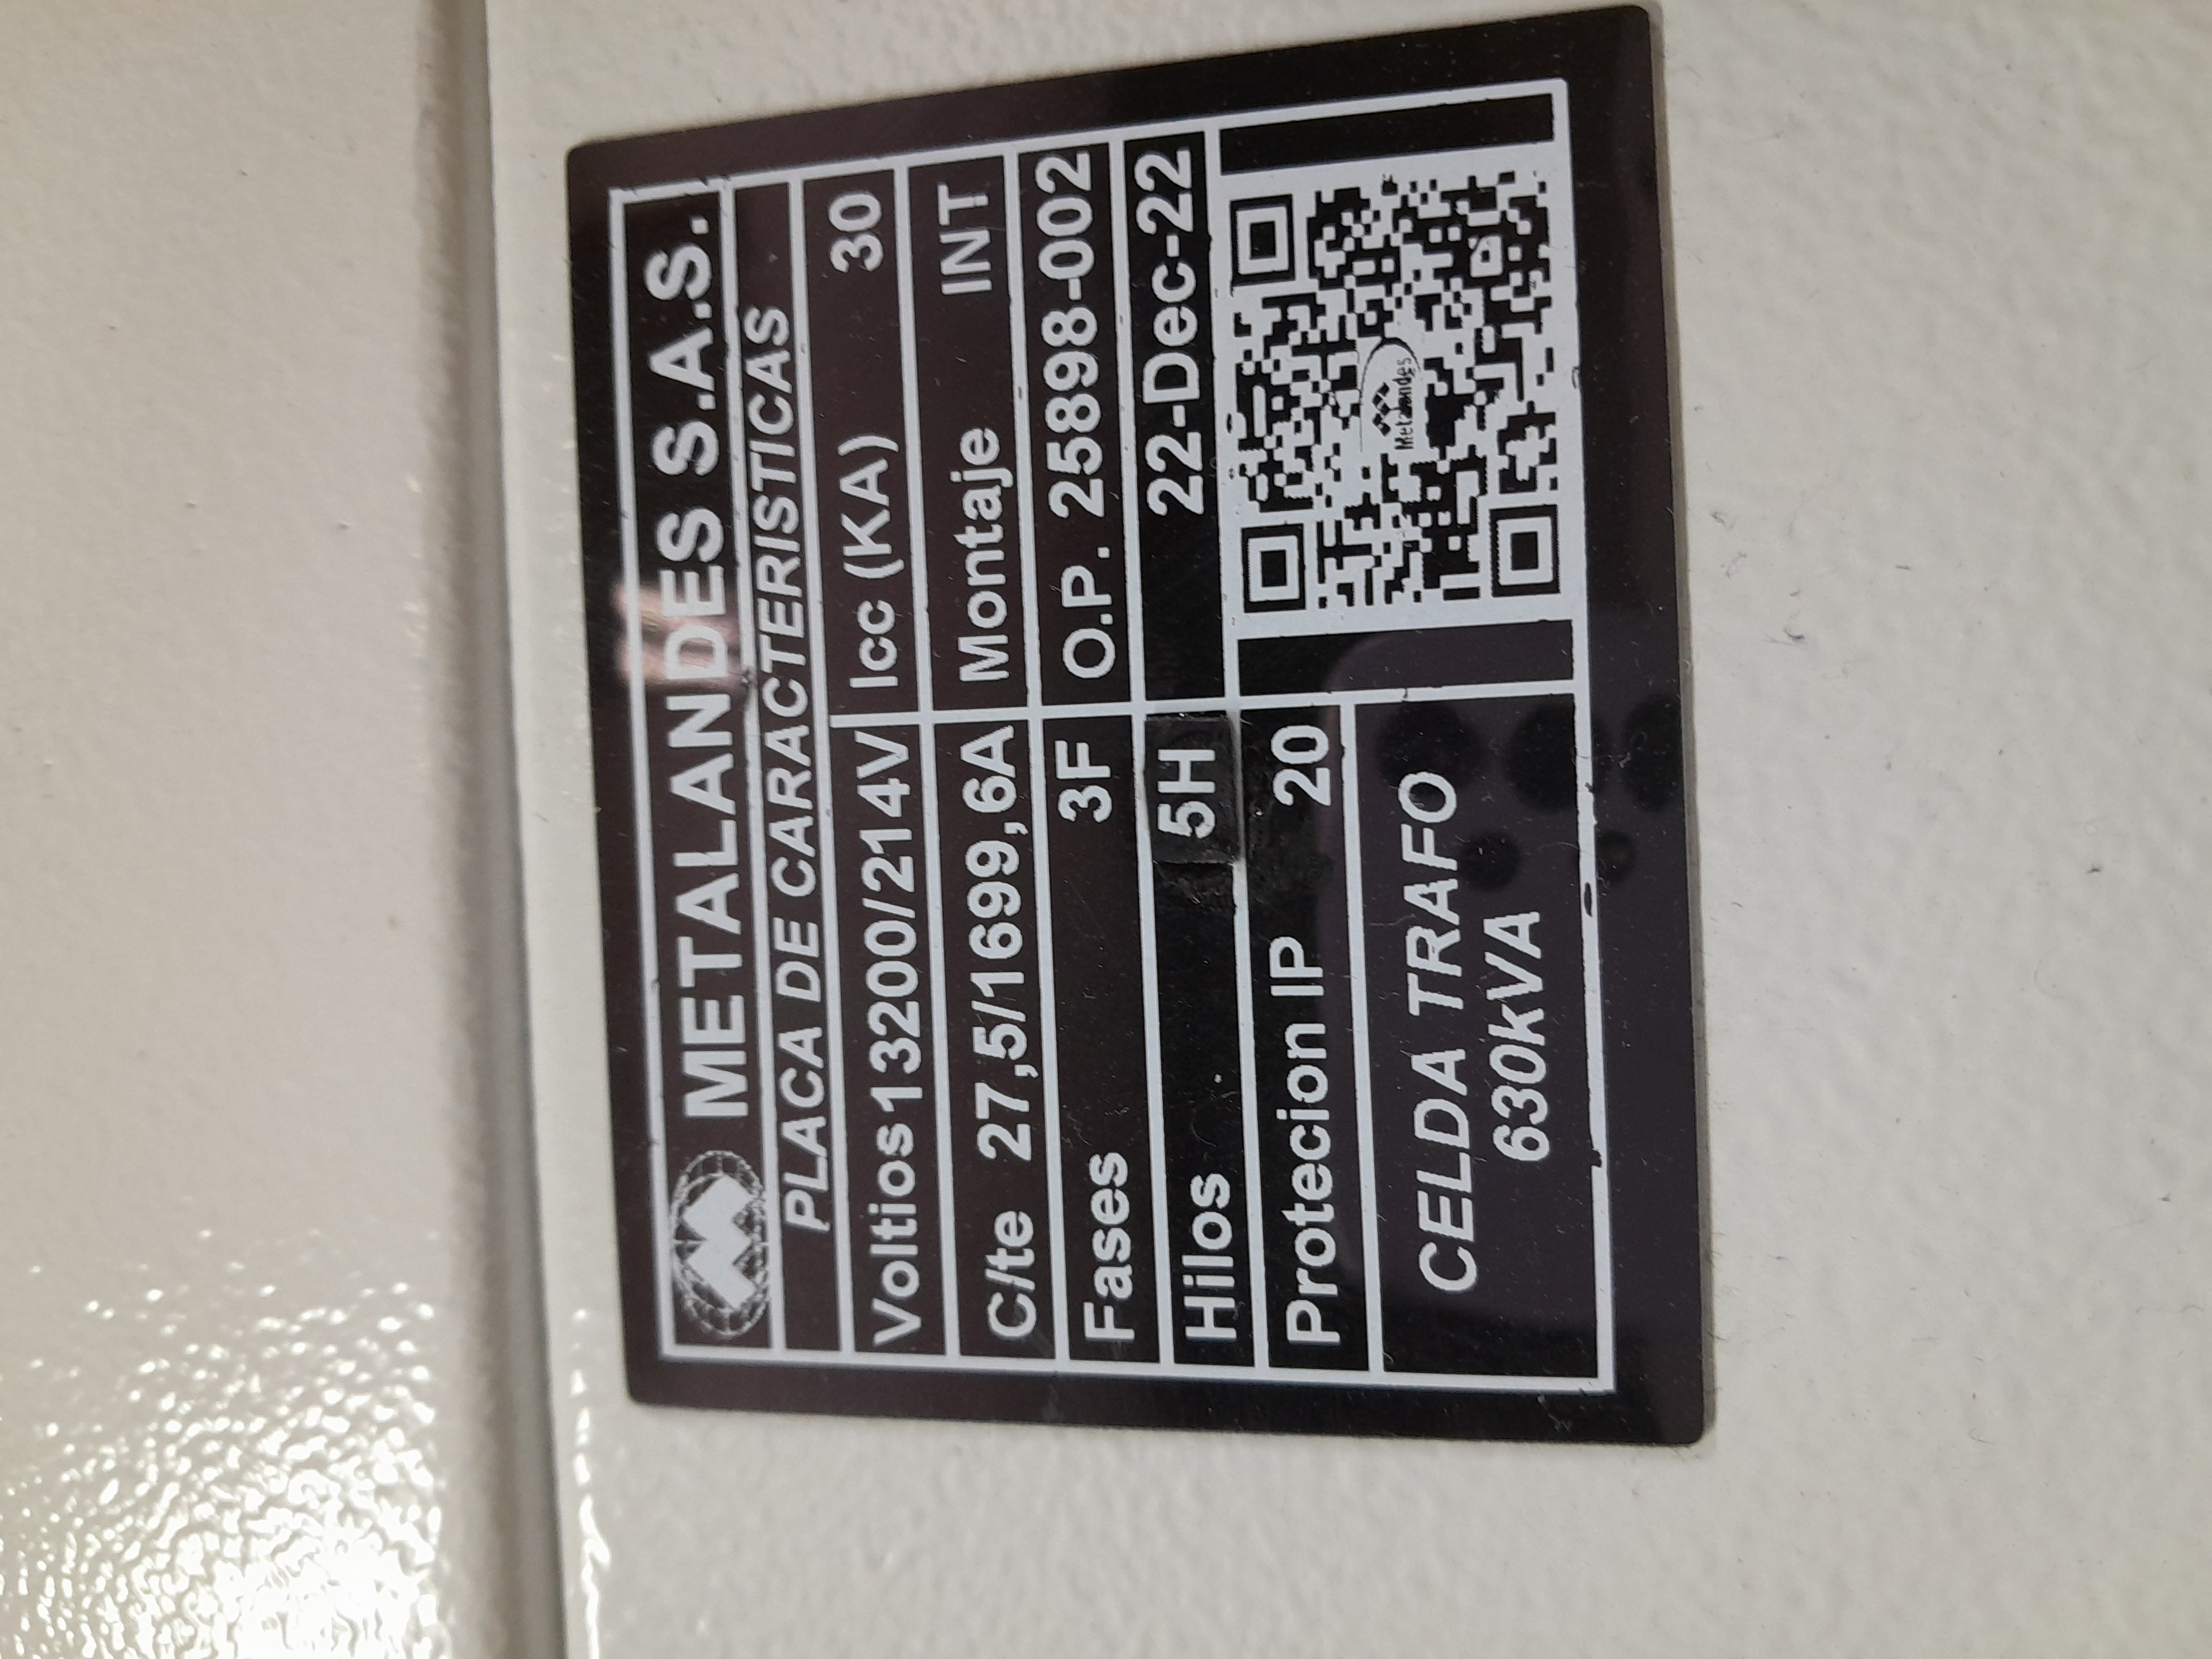 METALANDES S.A.S.
PLACA DE CARACTERISTICAS
Voltios 13200/214V Icc (KA) 30
C/te 27,5/1699,6A Montaje INT
Fases 3F O.P. 25898-002
Hilos 5H 22-Dec-22
Protecion IP 20
CELDA TRAFO
630kVA
Metalandes